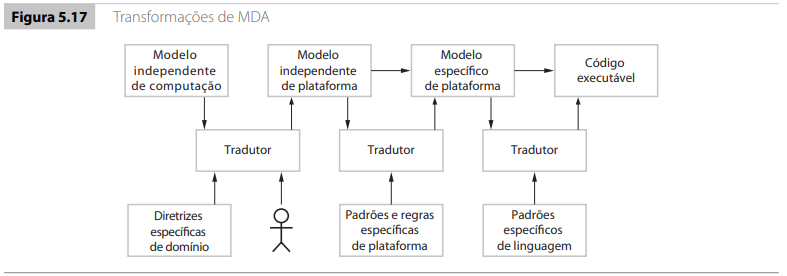 Figura 5.17 Transformações de MDA
Modelo
independente
de computação
Modelo
independente
de plataforma
Modelo
específico
de plataforma
Código
executável
Tradutor
Tradutor
Tradutor
Diretrizes
específicas
de domínio
Padrões e regras
específicas
de plataforma
Padrões
específicos
de linguagem